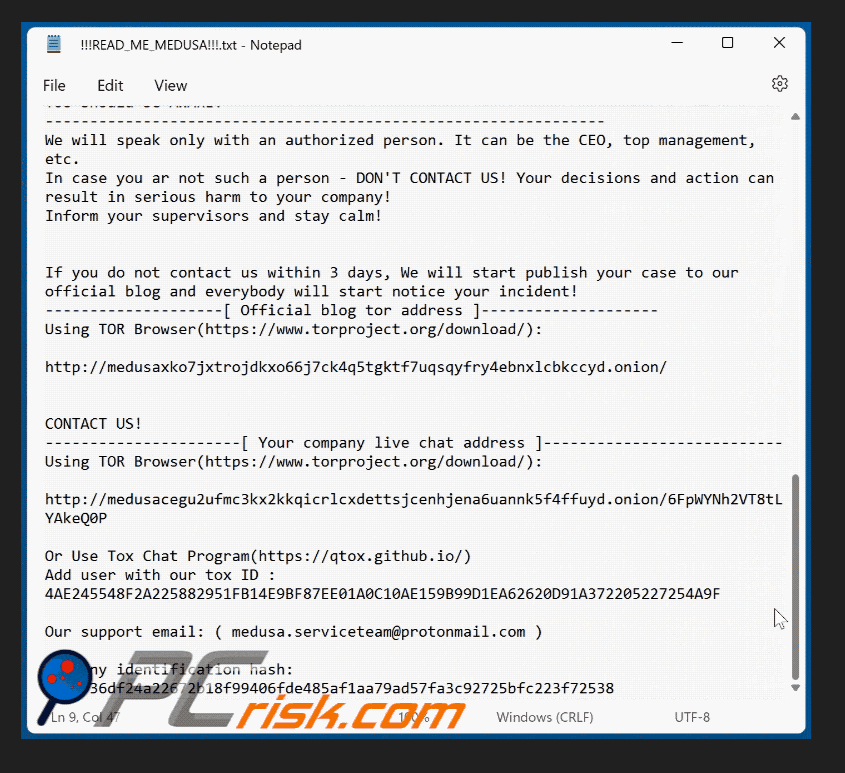 !!!READ_ME_MEDUSA!!!.txt - Notepad
File Edit View
---------------------------------------------------------------
We will speak only with an authorized person. It can be the CEO, top management,
etc.
In case you ar not such a person - DON'T CONTACT US! Your decisions and action can
result in serious harm to your company!
Inform your supervisors and stay calm!
If you do not contact us within 3 days, We will start publish your case to our
official blog and everybody will start notice your incident!
--------------------[ Official blog tor address ]--------------------
Using TOR Browser(https://www.torproject.org/download/):
http://medusaxko7jxtrojdkxo66j7ck4q5tgktf7uqsqyfry4ebnxlcbkccyd.onion/
CONTACT US!
----------------------[ Your company live chat address ]---------------------------
Using TOR Browser(https://www.torproject.org/download/):
http://medusacegu2ufmc3kx2kkqicrlcxdettsjcenhjena6uannk5f4ffuyd.onion/6FpWYNh2VT8tL
YAkeQ0P
Or Use Tox Chat Program(https://qtox.github.io/)
Add user with our tox ID :
4AE245548F2A225882951FB14E9BF87EE01A0C10AE159B99D1EA62620D91A372205227254A9F
Our support email: ( medusa.serviceteam@protonmail.com )
identification hash:
PCrisk.com
Ln 9, Col 47 100% Windows (CRLF) UTF-8